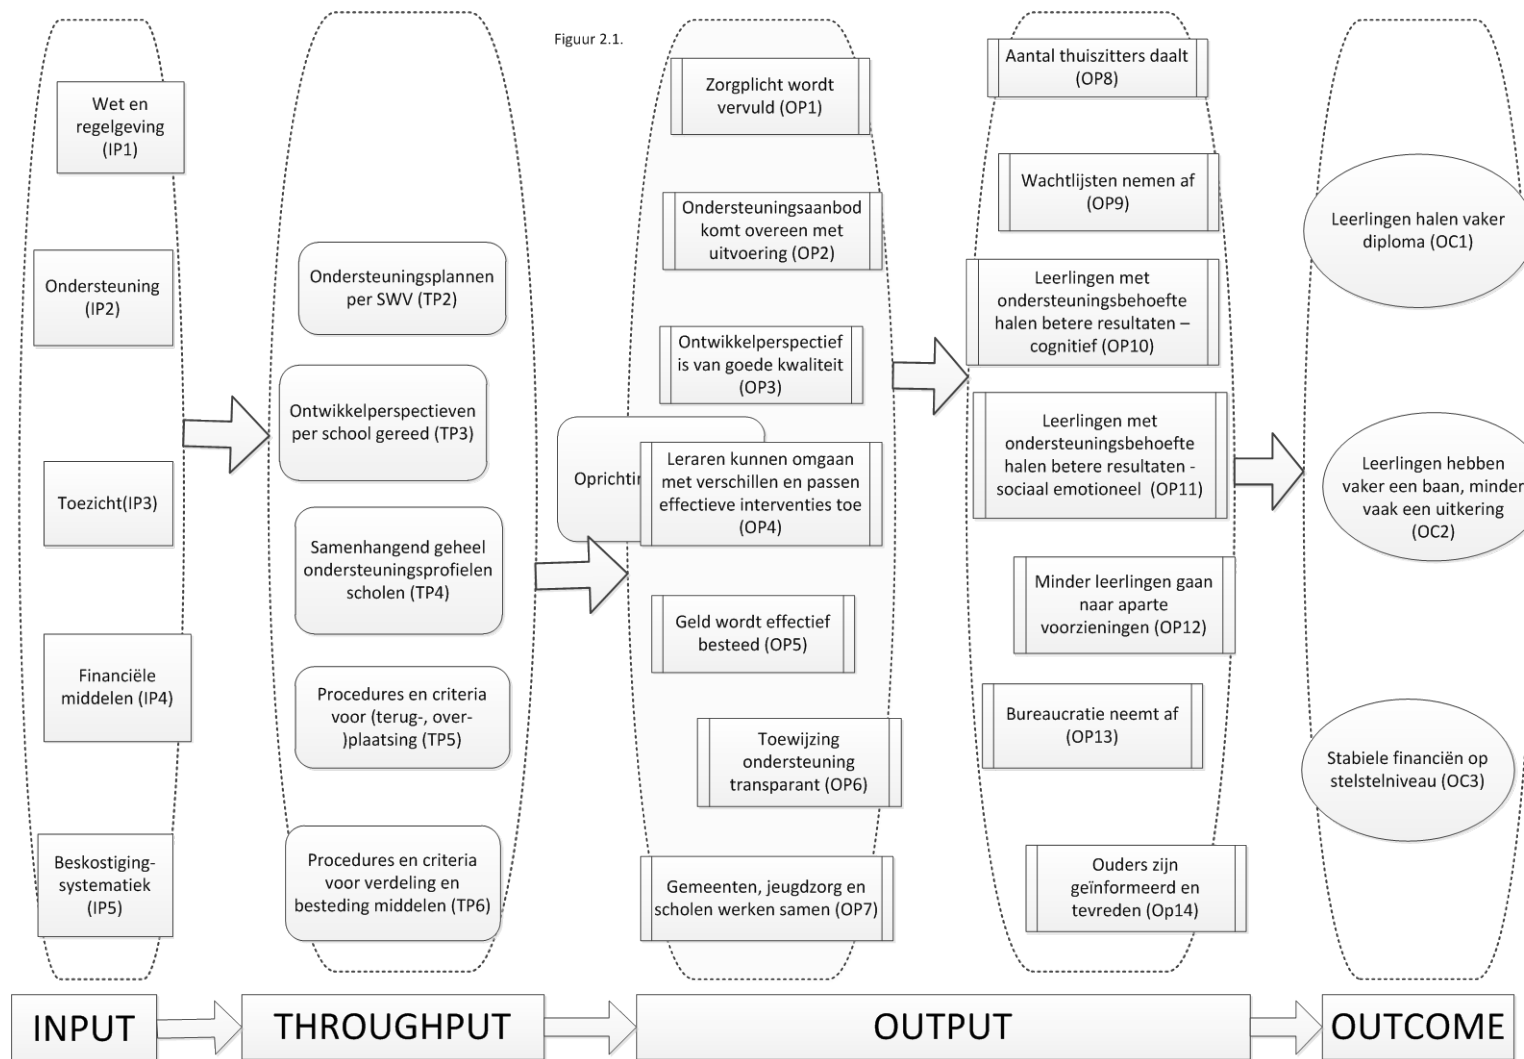 Figuur 2.1.
Wet en
regelgeving
(IP1)
Ondersteuning
(IP2)
Toezicht(IP3)
Financiële
middelen (IP4)
Beskostiging-
systematiek
(IP5)
Ondersteuningsplannen
per SWV (TP2)
Ontwikkelperspectieven
per school gereed (TP3)
Samenhangend geheel
ondersteuningsprofielen
scholen (TP4)
Procedures en criteria
voor (terug-, over-
)plaatsing (TP5)
Procedures en criteria
voor verdeling en
besteding middelen (TP6)
Zorgplicht wordt
vervuld (OP1)
Ondersteuningsaanbod
komt overeen met
uitvoering (OP2)
Ontwikkelperspectief
is van goede kwaliteit
(OP3)
Oprichtin
Leraren kunnen omgaan
met verschillen en passen
effectieve interventies toe
(OP4)
Geld wordt effectief
besteed (OP5)
Toewijzing
ondersteuning
transparant (OP6)
Gemeenten, jeugdzorg en
scholen werken samen (OP7)
Aantal thuiszitters daalt
(OP8)
Wachtlijsten nemen af
(OP9)
Leerlingen met
ondersteuningsbehoefte
halen betere resultaten –
cognitief (OP10)
Leerlingen met
ondersteuningsbehoefte
halen betere resultaten -
sociaal emotioneel (OP11)
Minder leerlingen gaan
naar aparte
voorzieningen (OP12)
Bureaucratie neemt af
(OP13)
Ouders zijn
geïnformeerd en
tevreden (Op14)
Leerlingen halen vaker
diploma (OC1)
Leerlingen hebben
vaker een baan, minder
vaak een uitkering
(OC2)
Stabiele financiën op
stelstelniveau (OC3)
INPUT
THROUGHPUT
OUTPUT
OUTCOME